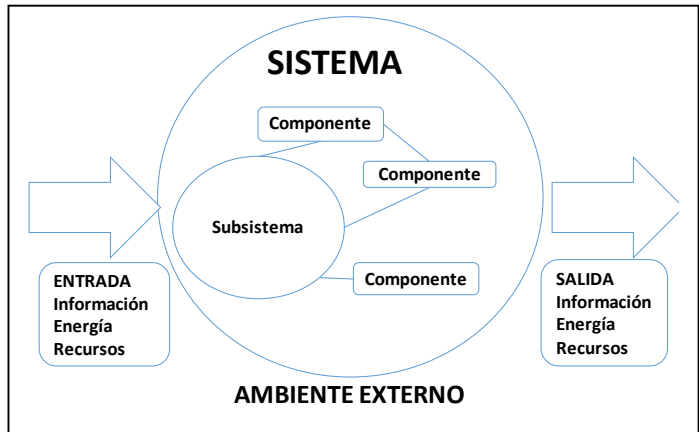 SISTEMA
Componente
Componente
Subsistema
Componente
ENTRADA
Información
Energía
Recursos
SALIDA
Información
Energía
Recursos
AMBIENTE EXTERNO